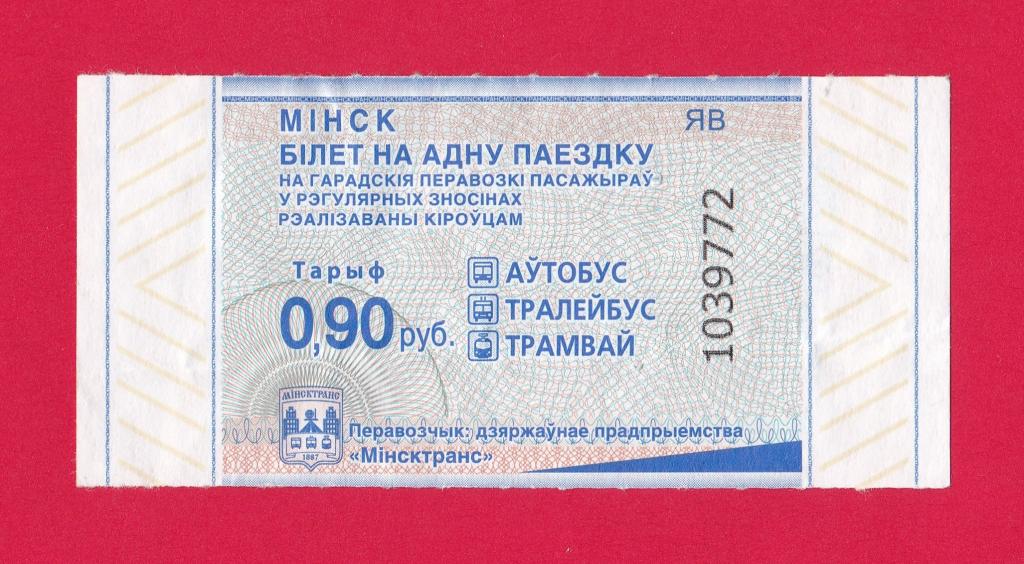 МІНСК
ЯВ
БІЛЕТ НА АДНУ ПАЕЗДКУ
НА ГАРАДСКІЯ ПЕРАВОЗКІ ПАСАЖЫРАЎ
У РЭГУЛЯРНЫХ ЗНОСІНАХ
РЭАЛІЗАВАНЫ КІРОЎЦАМ
Тарыф
0,90 руб.
АЎТОБУС
ТРАЛЕЙБУС
ТРАМВАЙ
1039772
МІНСКТРАНС
1887
Перавозчык: дзяржаўнае прадпрыемства
«Мінсктранс»